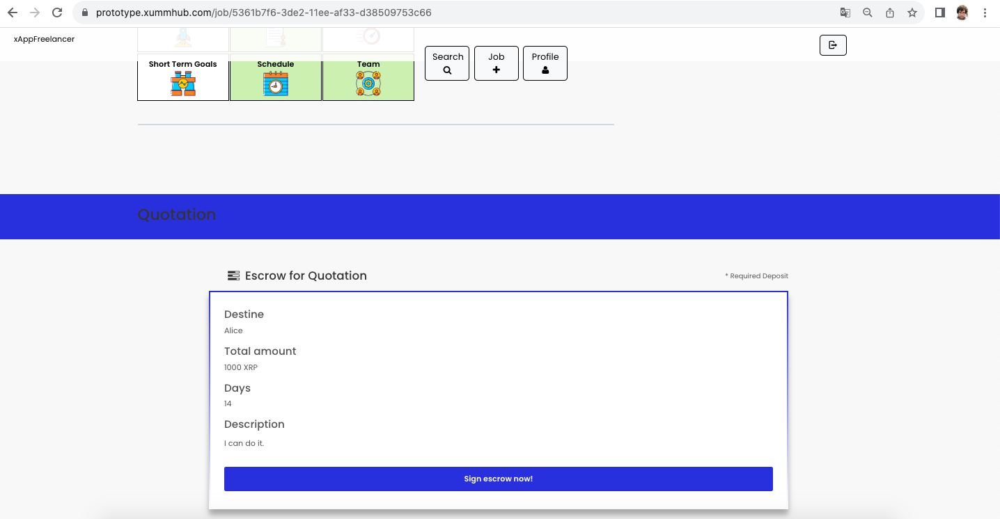 prototype.xummhub.com/job/5361b7f6-3de2-11ee-af33-d38509753c66
xAppFreelancer
Search
Job
Profile
Short Term Goals
Schedule
Team
Quotation
Escrow for Quotation
* Required Deposit
Destine
Alice
Total amount
1000 XRP
Days
14
Description
I can do it.
Sign escrow now!